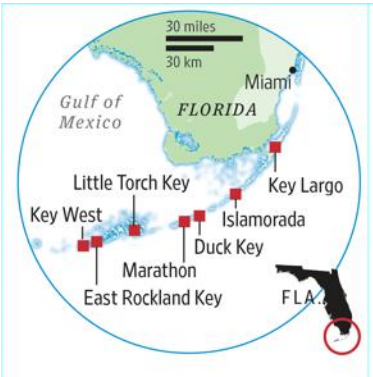 30 miles
30 km
Miami
Gulf of
Mexico
FLORIDA
Key Largo
Little Torch Key
Islamorada
Key West
Duck Key
Marathon
East Rockland Key
FLA.